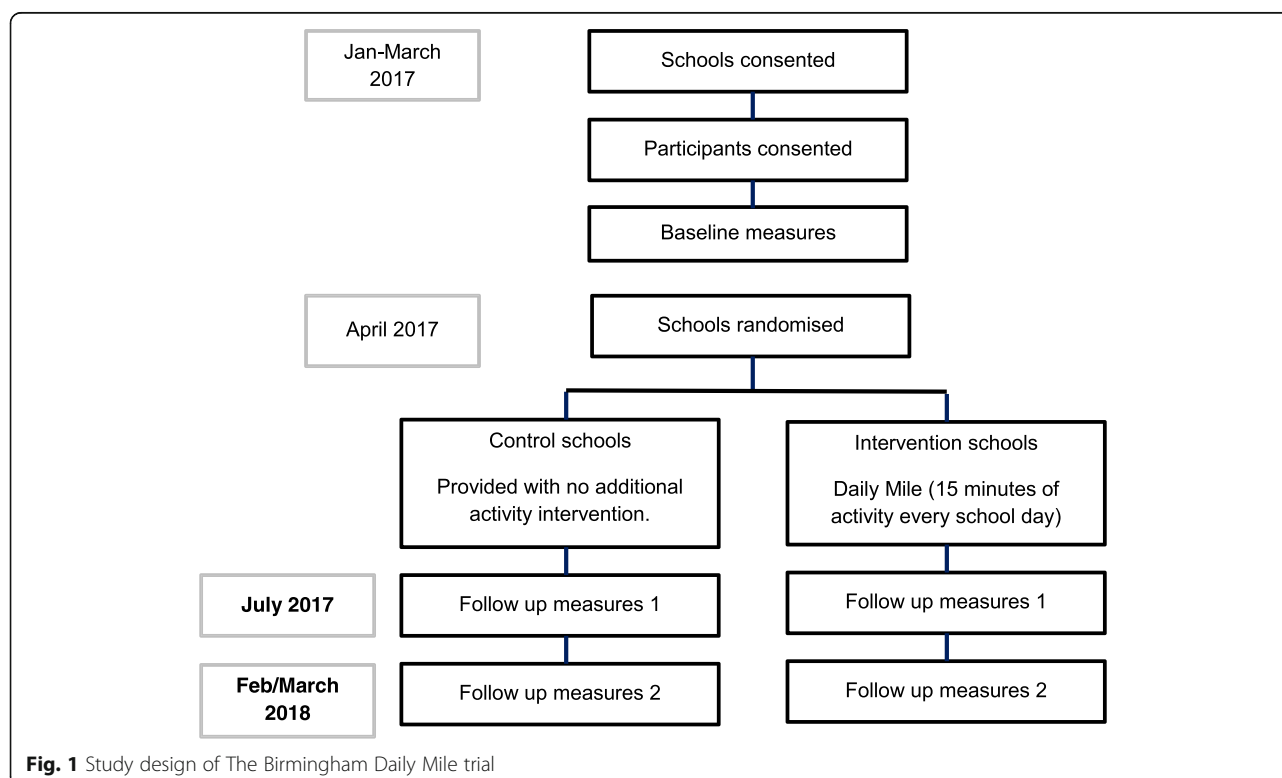 Jan-March
2017
Schools consented
Participants consented
Baseline measures
April 2017
Schools randomised
Control schools
Provided with no additional
activity intervention.
Intervention schools
Daily Mile (15 minutes of
activity every school day)
July 2017
Follow up measures 1
Follow up measures 1
Feb/March
2018
Follow up measures 2
Follow up measures 2
Fig. 1 Study design of The Birmingham Daily Mile trial